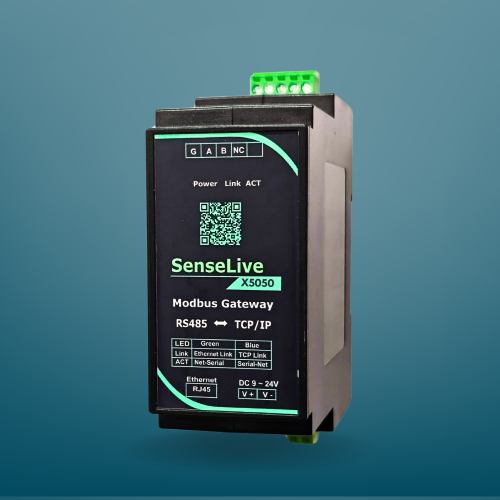 G A B NC
Power Link ACT
SenseLive
X5050
Modbus Gateway
RS485 ⬌ TCP/IP
LED Green Blue
Link Ethernet Link TCP Link
ACT Net-Serial Serial-Net
Ethernet DC 9 ~ 24V
RJ45 V + V -